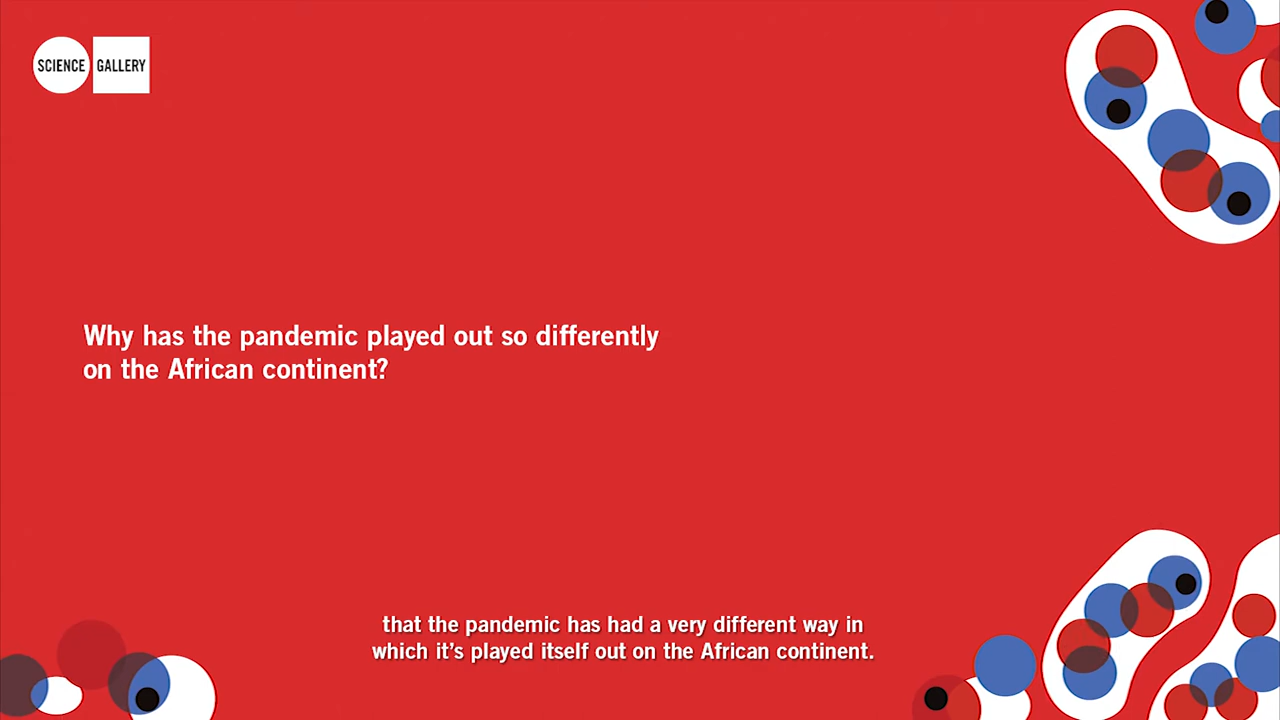 SCIENCE GALLERY
Why has the pandemic played out so differently
on the African continent?
that the pandemic has had a very different way in
which it's played itself out on the African continent.